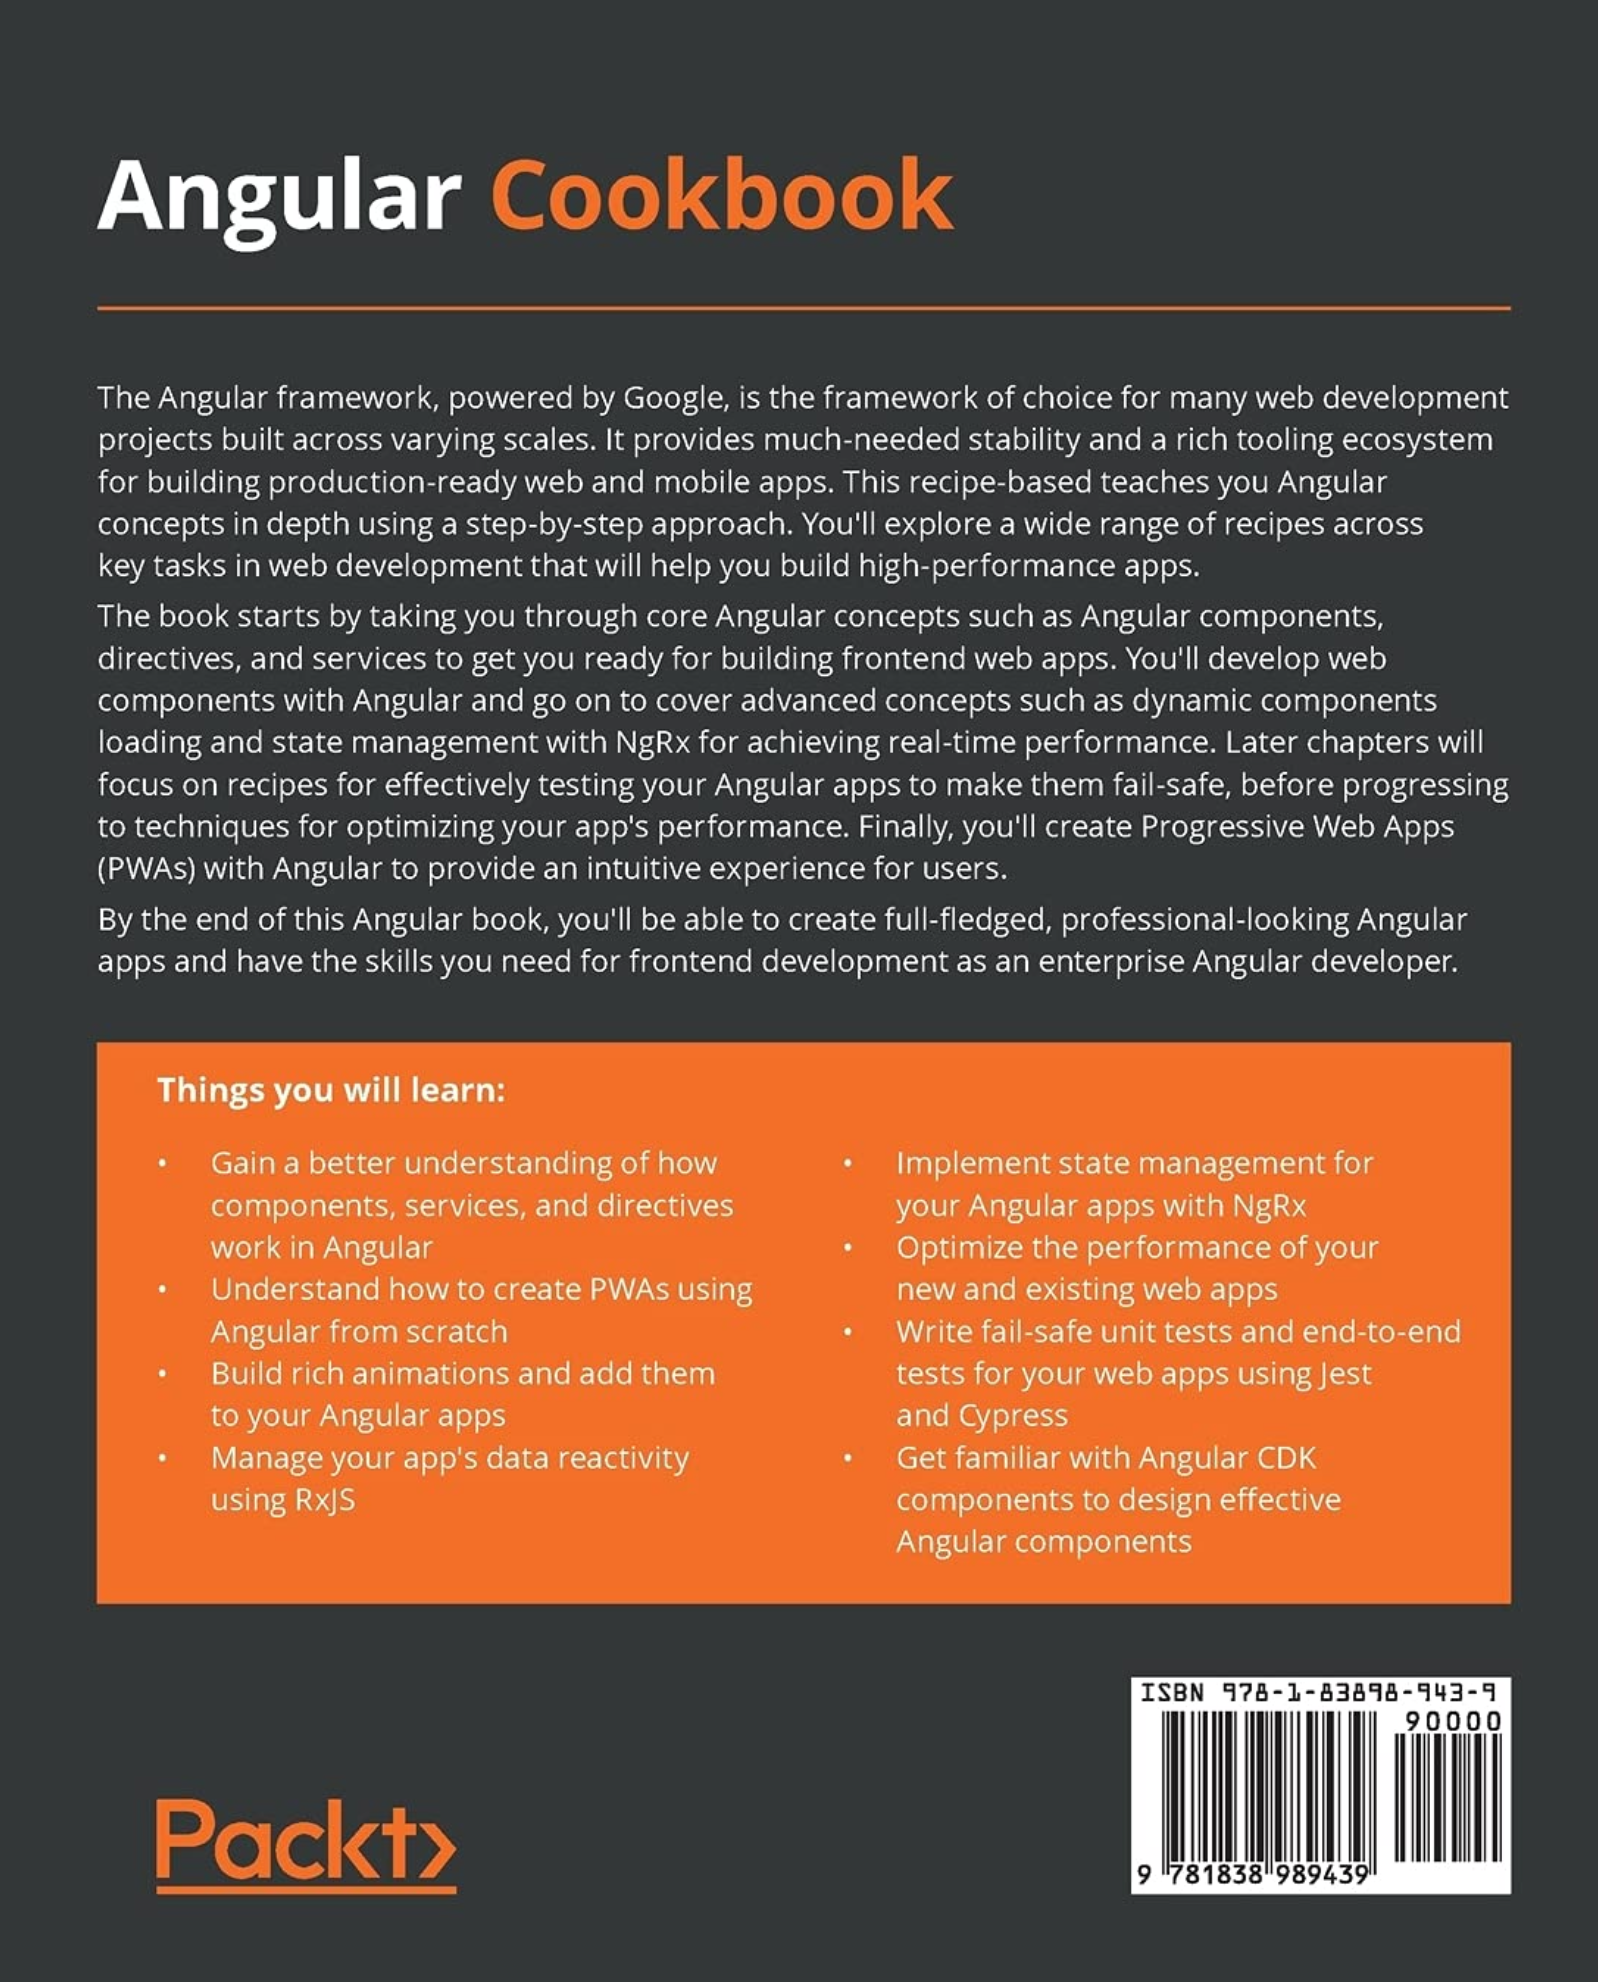 Angular Cookbook
The Angular framework, powered by Google, is the framework of choice for many web development
projects built across varying scales. It provides much-needed stability and a rich tooling ecosystem
for building production-ready web and mobile apps. This recipe-based teaches you Angular
concepts in depth using a step-by-step approach. You'll explore a wide range of recipes across
key tasks in web development that will help you build high-performance apps.
The book starts by taking you through core Angular concepts such as Angular components,
directives, and services to get you ready for building frontend web apps. You'll develop web
components with Angular and go on to cover advanced concepts such as dynamic components
loading and state management with NgRx for achieving real-time performance. Later chapters will
focus on recipes for effectively testing your Angular apps to make them fail-safe, before progressing
to techniques for optimizing your app's performance. Finally, you'll create Progressive Web Apps
(PWAs) with Angular to provide an intuitive experience for users.
By the end of this Angular book, you'll be able to create full-fledged, professional-looking Angular
apps and have the skills you need for frontend development as an enterprise Angular developer.
Things you will learn:
• Gain a better understanding of how
components, services, and directives
work in Angular
• Understand how to create PWAs using
Angular from scratch
• Build rich animations and add them
to your Angular apps
• Manage your app's data reactivity
using RxJS
• Implement state management for
your Angular apps with NgRx
• Optimize the performance of your
new and existing web apps
• Write fail-safe unit tests and end-to-end
tests for your web apps using Jest
and Cypress
• Get familiar with Angular CDK
components to design effective
Angular components
ISBN 978-1-83898-943-9
90000
9 781838 989439
Packt>